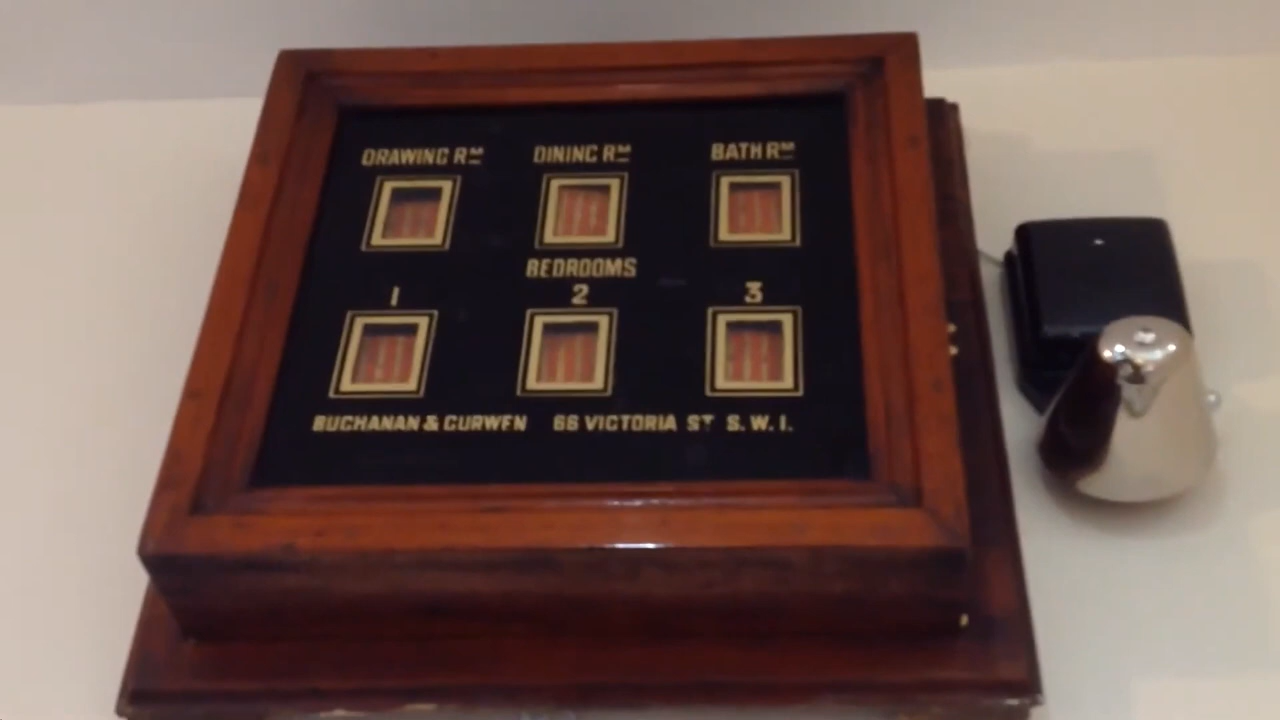 DRAWING RM DINING RM BATH RM
BEDROOMS
1 2 3
BUCHANAN & CURWEN 66 VICTORIA ST S.W.1.